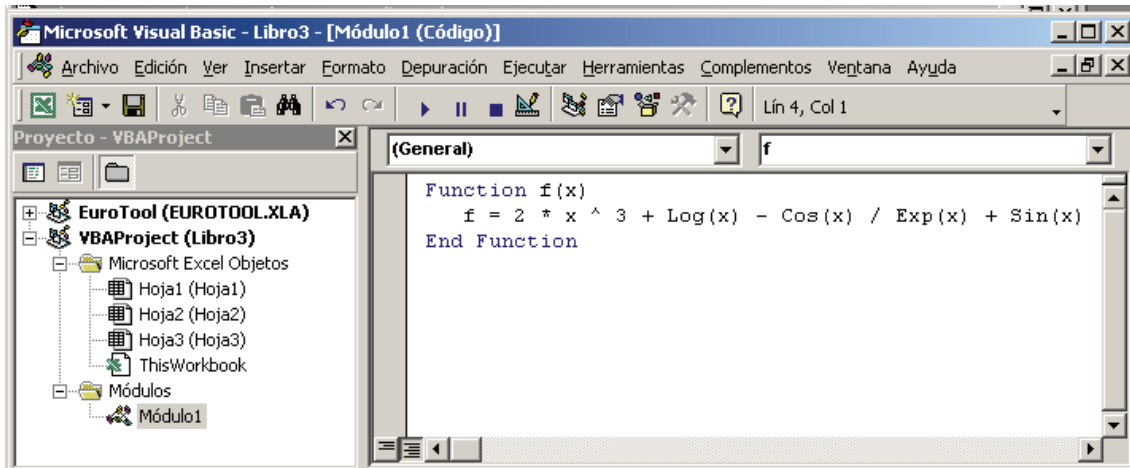 Microsoft Visual Basic - Libro3 - [Módulo1 (Código)]
Archivo Edición Ver Insertar Formato Depuración Ejecutar Herramientas Complementos Ventana Ayuda
Lín 4, Col 1
Proyecto - VBAProject
(General)
f
EuroTool (EUROTOOL.XLA)
VBAProject (Libro3)
Microsoft Excel Objetos
Hoja1 (Hoja1)
Hoja2 (Hoja2)
Hoja3 (Hoja3)
ThisWorkbook
Módulos
Módulo1
Function f(x)
f = 2 * x ^ 3 + Log(x) - Cos(x) / Exp(x) + Sin(x)
End Function